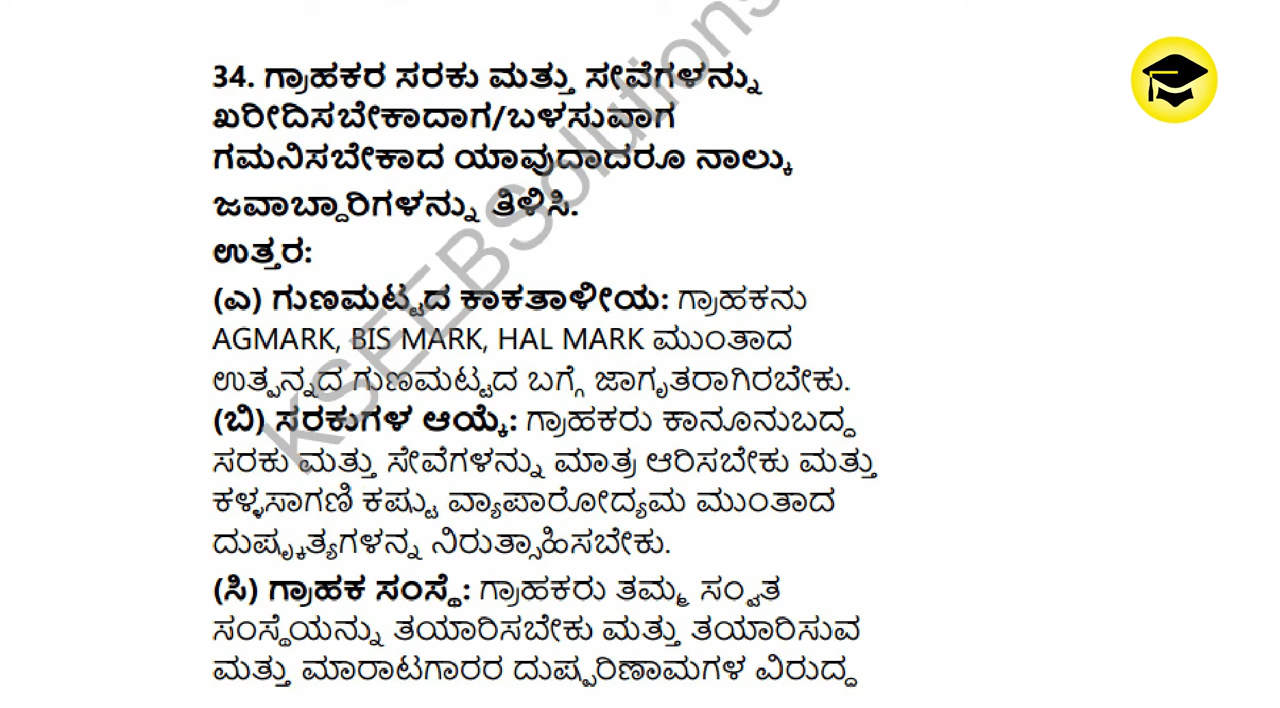 34. ಗ್ರಾಹಕರ ಸರಕು ಮತ್ತು ಸೇವೆಗಳನ್ನು
ಖರೀದಿಸಬೇಕಾದಾಗ/ಬಳಸುವಾಗ
ಗಮನಿಸಬೇಕಾದ ಯಾವುದಾದರೂ ನಾಲ್ಕು
ಜವಾಬ್ದಾರಿಗಳನ್ನು ತಿಳಿಸಿ.
ಉತ್ತರ:
(ಎ) ಗುಣಮಟ್ಟದ ಕಾಕತಾಳೀಯ: ಗ್ರಾಹಕನು
AGMARK, BIS MARK, HAL MARK ಮುಂತಾದ
ಉತ್ಪನ್ನದ ಗುಣಮಟ್ಟದ ಬಗ್ಗೆ ಜಾಗೃತರಾಗಿರಬೇಕು.
(ಬಿ) ಸರಕುಗಳ ಆಯ್ಕೆ: ಗ್ರಾಹಕರು ಕಾನೂನುಬದ್ಧ
ಸರಕು ಮತ್ತು ಸೇವೆಗಳನ್ನು ಮಾತ್ರ ಆರಿಸಬೇಕು ಮತ್ತು
ಕಳ್ಳಸಾಗಣಿ ಕಪ್ಪು ವ್ಯಾಪಾರೋದ್ಯಮ ಮುಂತಾದ
ದುಷ್ಕೃತ್ಯಗಳನ್ನ ನಿರುತ್ಸಾಹಿಸಬೇಕು.
(ಸಿ) ಗ್ರಾಹಕ ಸಂಸ್ಥೆ: ಗ್ರಾಹಕರು ತಮ್ಮ ಸಂ್ವತ
ಸಂಸ್ಥೆಯನ್ನು ತಯಾರಿಸಬೇಕು ಮತ್ತು ತಯಾರಿಸುವ
ಮತ್ತು ಮಾರಾಟಗಾರರ ದುಷ್ಪರಿಣಾಮಗಳ ವಿರುದ್ಧ
KSEEBSolutions